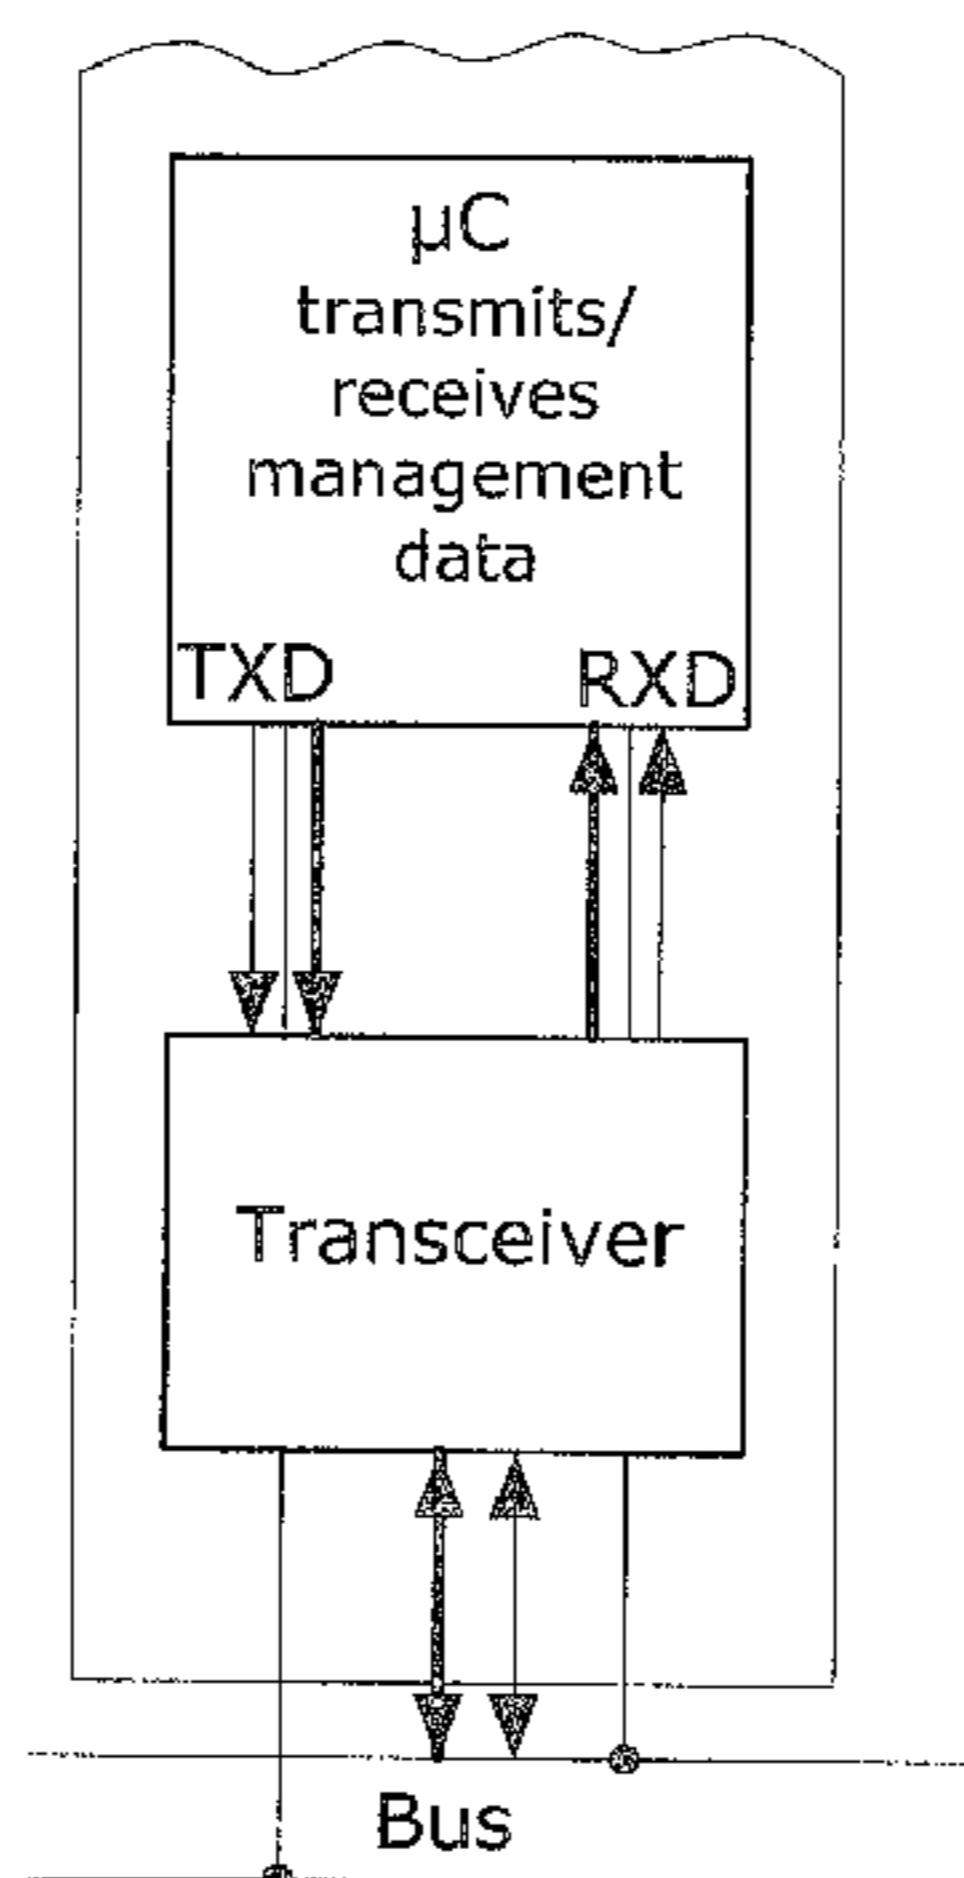 µC
transmits/
receives
management
data
TXD RXD
Transceiver
Bus